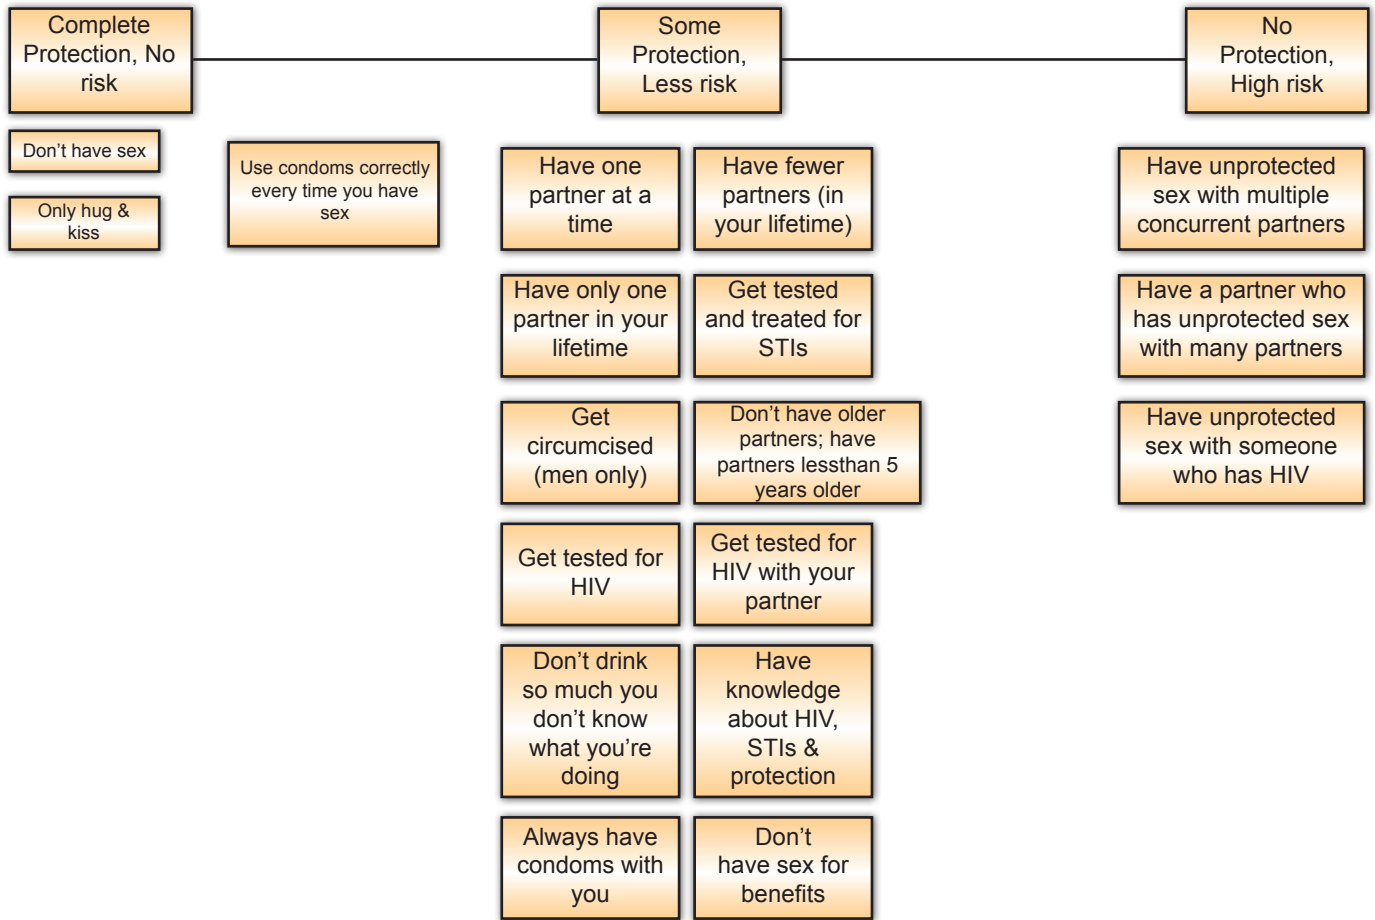 Complete
Protection, No
risk
Some
Protection,
Less risk
No
Protection,
High risk
Don't have sex
Only hug &
kiss
Use condoms correctly
every time you have
sex
Have one
partner at a
time
Have fewer
partners (in
your lifetime)
Have unprotected
sex with multiple
concurrent partners
Have only one
partner in your
lifetime
Get tested
and treated for
STIs
Have a partner who
has unprotected sex
with many partners
Get
circumcised
(men only)
Don't have older
partners; have
partners lessthan 5
years older
Have unprotected
sex with someone
who has HIV
Get tested for
HIV
Get tested for
HIV with your
partner
Don't drink
so much you
don't know
what you're
doing
Have
knowledge
about HIV,
STIs &
protection
Always have
condoms with
you
Don't
have sex for
benefits